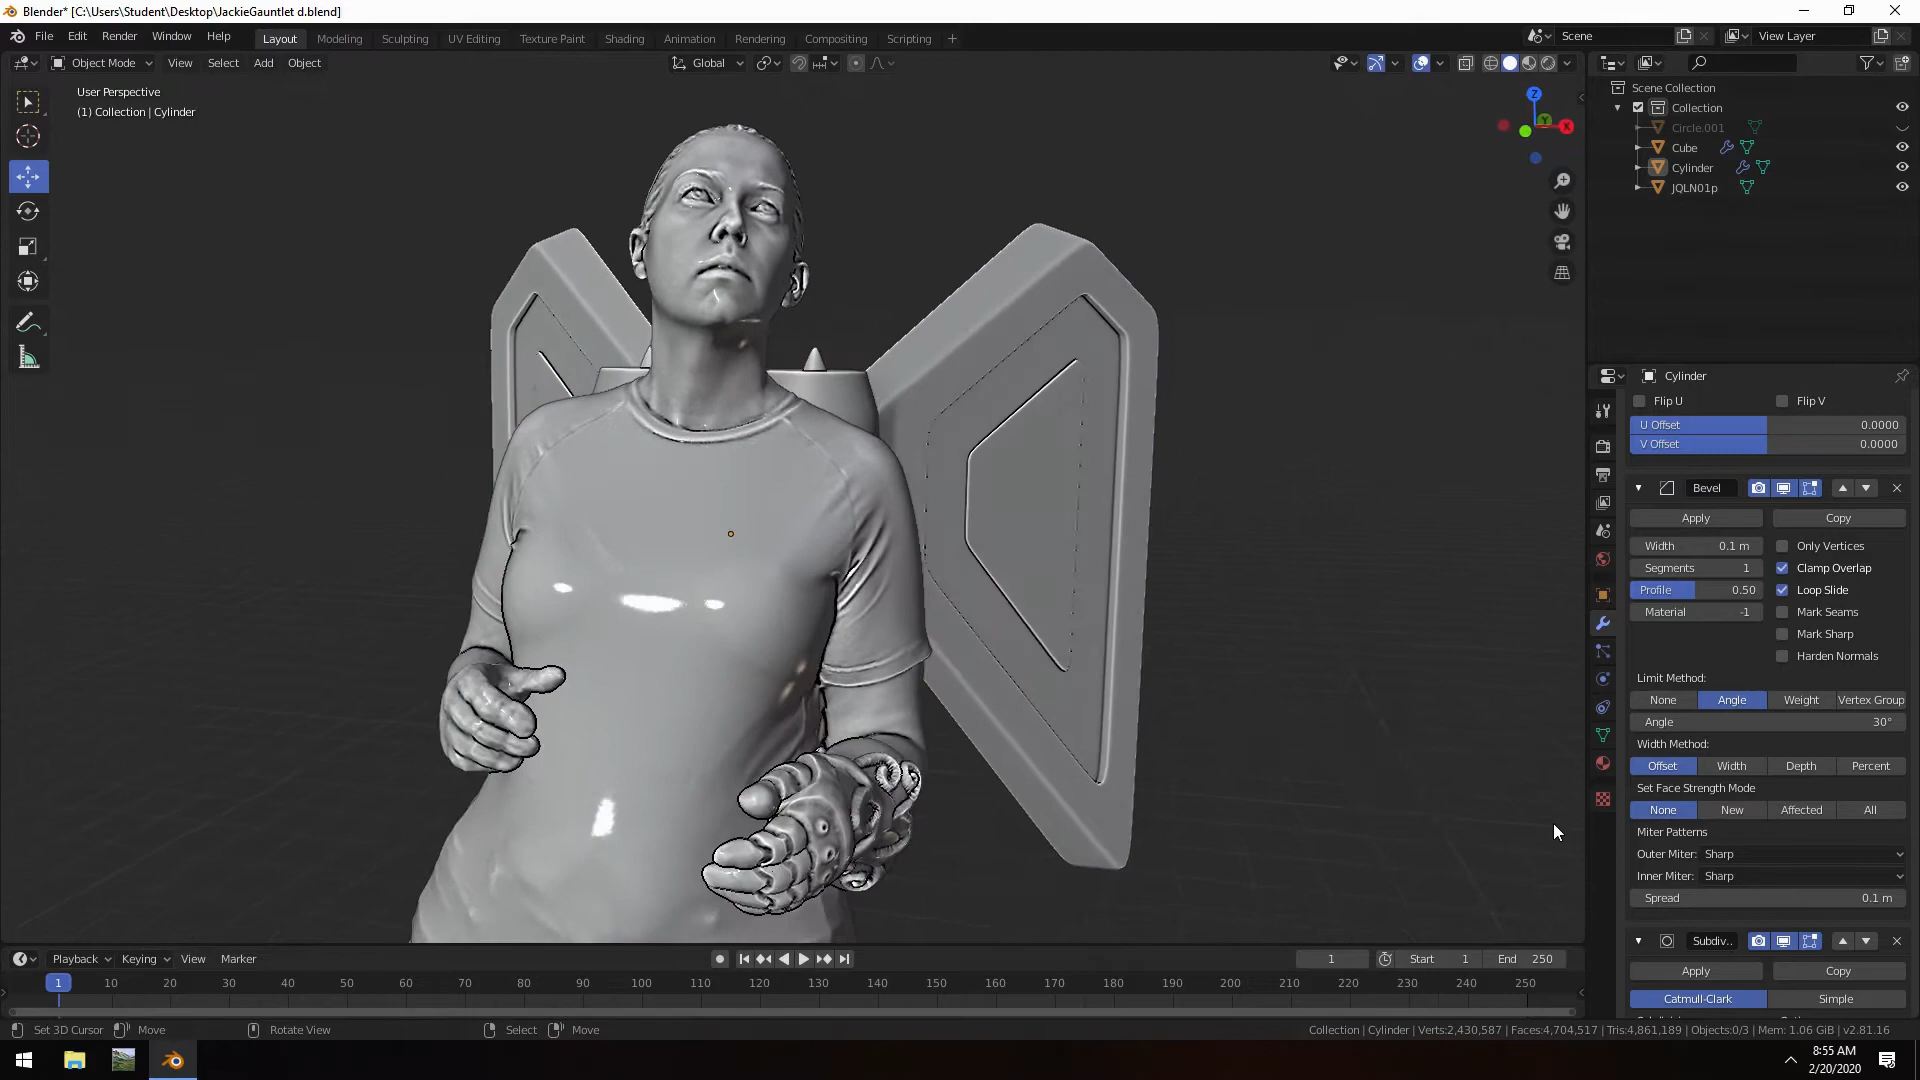 Blender* [C:\Users\Student\Desktop\JackieGauntlet d.blend]
File Edit Render Window Help
Layout Modeling Sculpting UV Editing Texture Paint Shading Animation Rendering Compositing Scripting +
Scene View Layer
Object Mode View Select Add Object
Global
User Perspective
(1) Collection | Cylinder
Z
Y
X
Scene Collection
Collection
Circle.001
Cube
Cylinder
JQLN01p
Cylinder
Flip U Flip V
U Offset 0.0000
V Offset 0.0000
Bevel
Apply Copy
Width 0.1 m Only Vertices
Segments 1 Clamp Overlap
Profile 0.50 Loop Slide
Material -1 Mark Seams
Mark Sharp
Harden Normals
Limit Method:
None Angle Weight Vertex Group
Angle 30°
Width Method:
Offset Width Depth Percent
Set Face Strength Mode
None New Affected All
Miter Patterns
Outer Miter: Sharp
Inner Miter: Sharp
Spread 0.1 m
Subdiv..
Apply Copy
Catmull-Clark Simple
Playback Keying View Marker
1 Start 1 End 250
1 10 20 30 40 50 60 70 80 90 100 110 120 130 140 150 160 170 180 190 200 210 220 230 240 250
Set 3D Cursor Move Rotate View Select Move
Collection | Cylinder | Verts:2,430,587 | Faces:4,704,517 | Tris:4,861,189 | Objects:0/3 | Mem: 1.06 GiB | v2.81.16
8:55 AM
2/20/2020